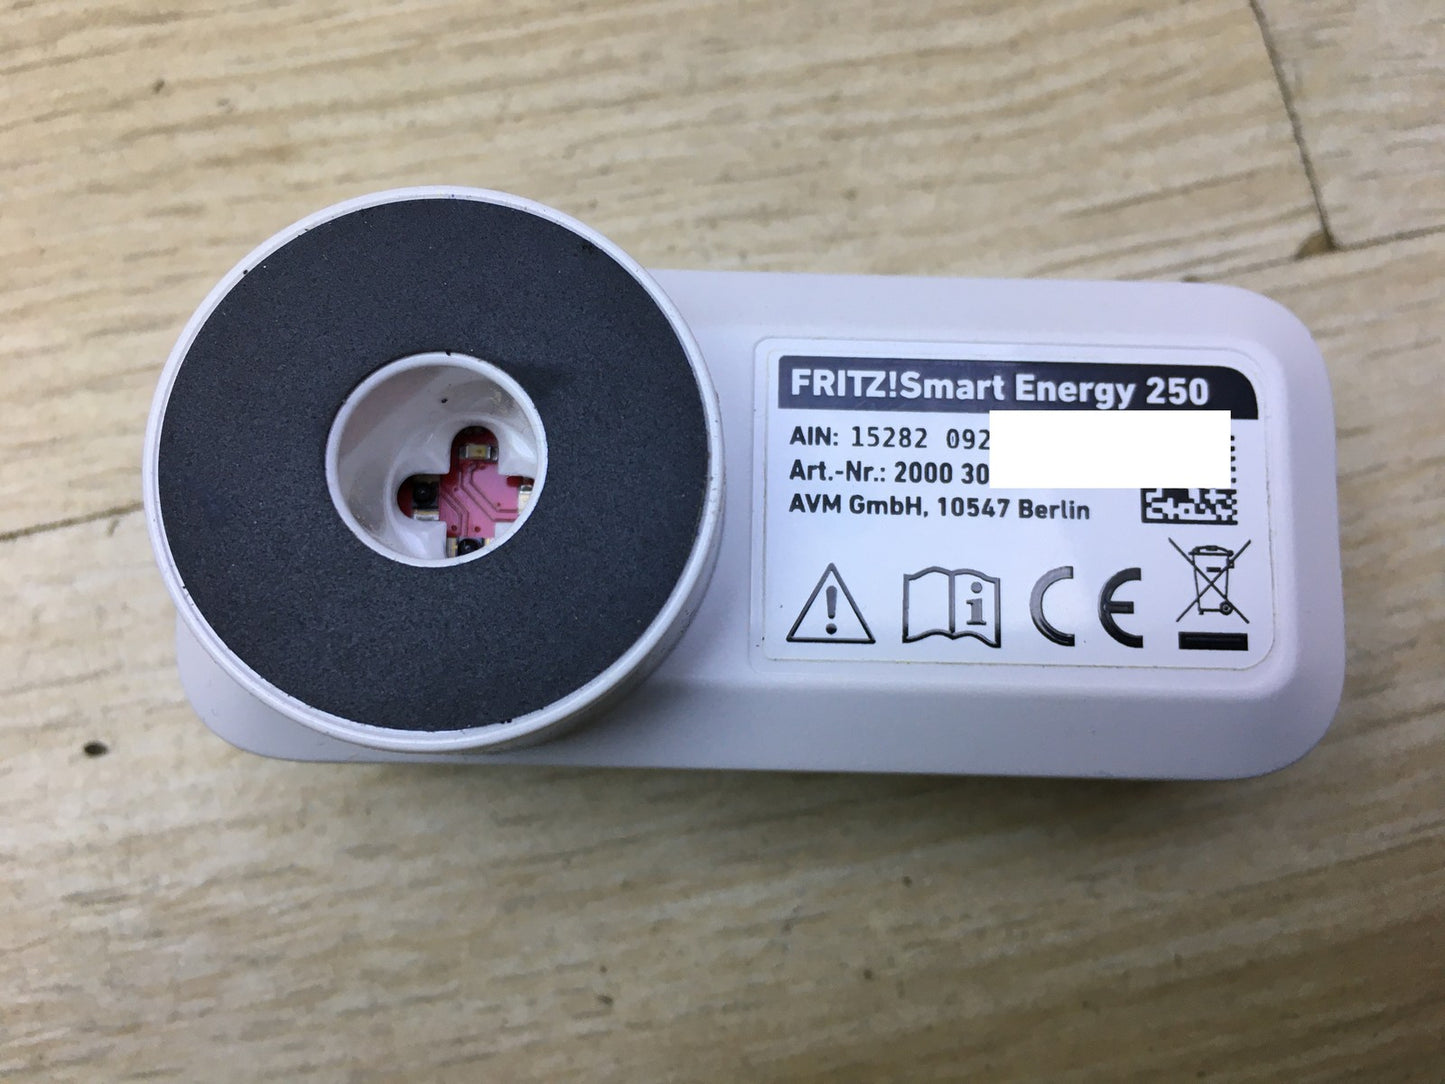 FRITZ!Smart Energy 250
AIN: 15282 092
Art.-Nr.: 2000 30
AVM GmbH, 10547 Berlin
CE